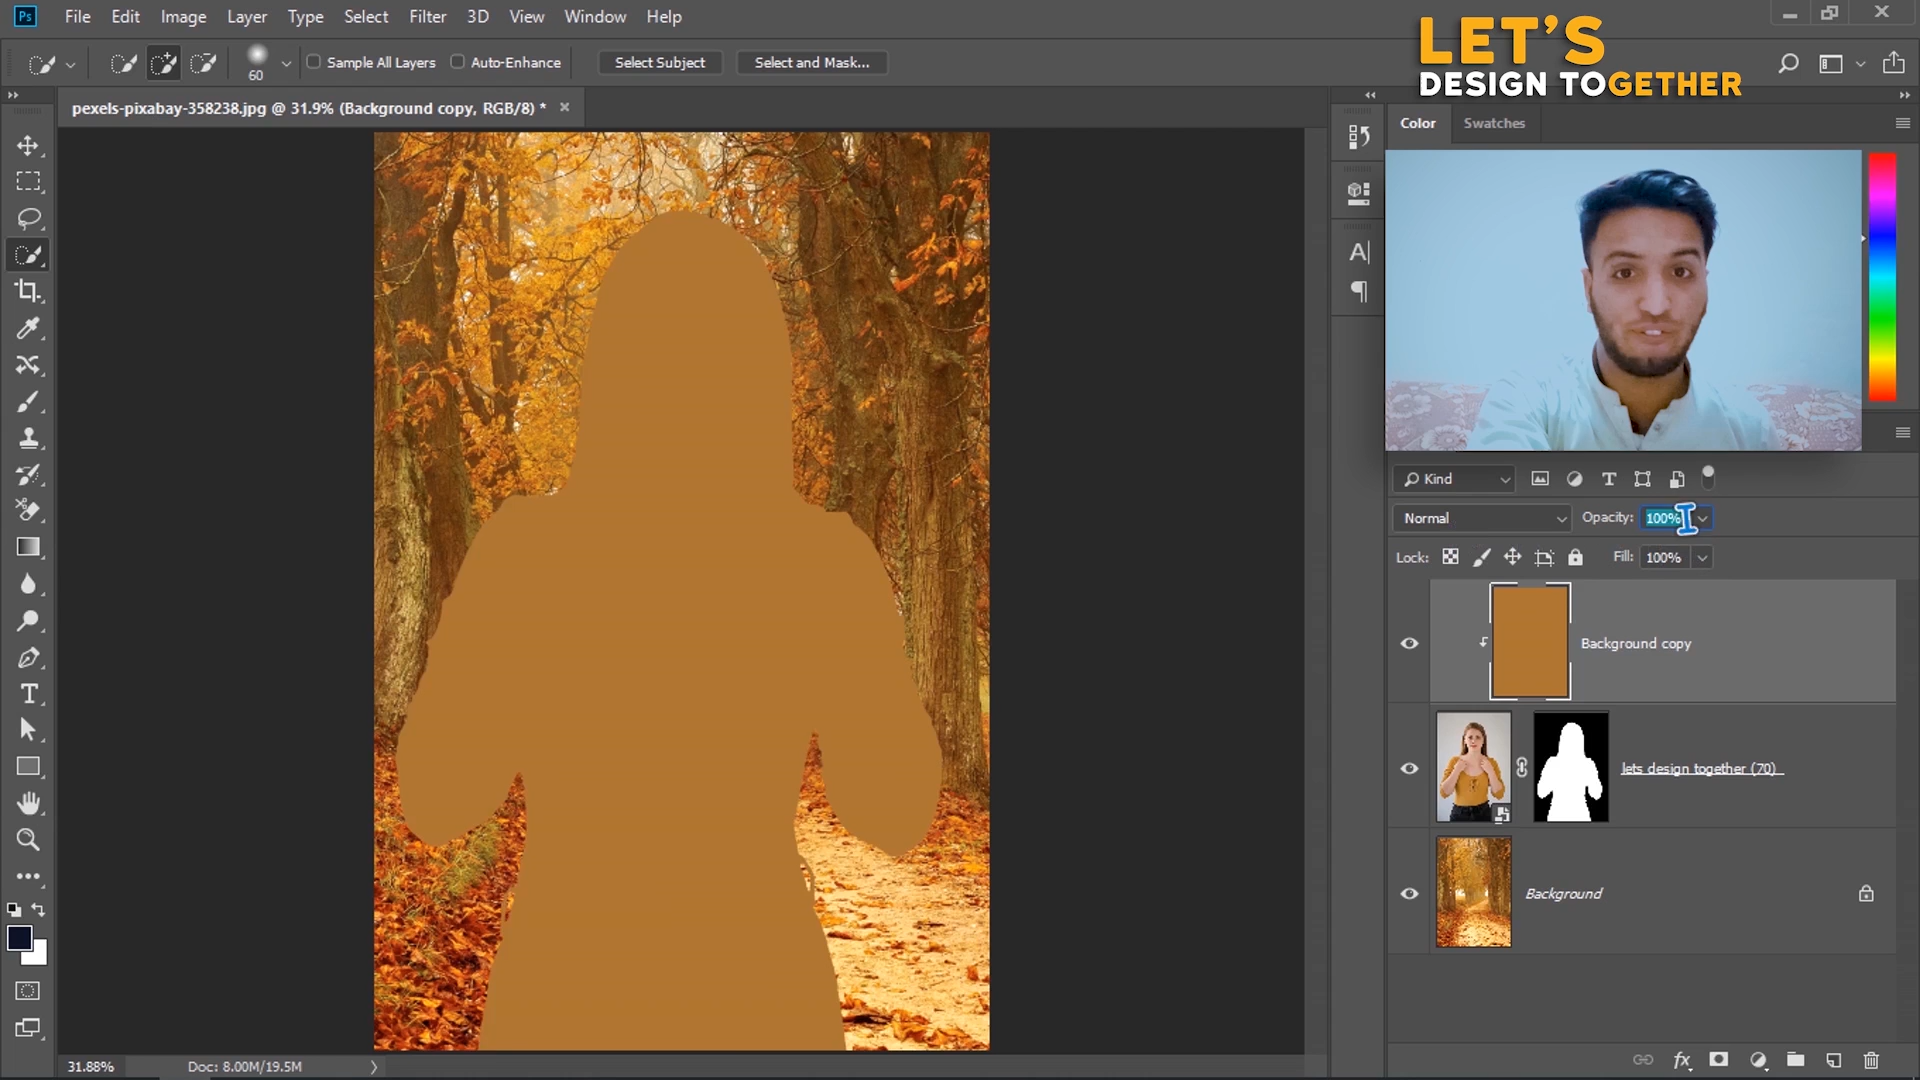 Ps File Edit Image Layer Type Select Filter 3D View Window Help
LET'S
DESIGN TOGETHER
60
Sample All Layers
Auto-Enhance
Select Subject
Select and Mask...
pexels-pixabay-358238.jpg @ 31.9% (Background copy, RGB/8) *
Color
Swatches
Kind
Normal
Opacity: 100%
Lock:
Fill: 100%
Background copy
lets design together (70)
Background
31.88%
Doc: 8.00M/19.5M